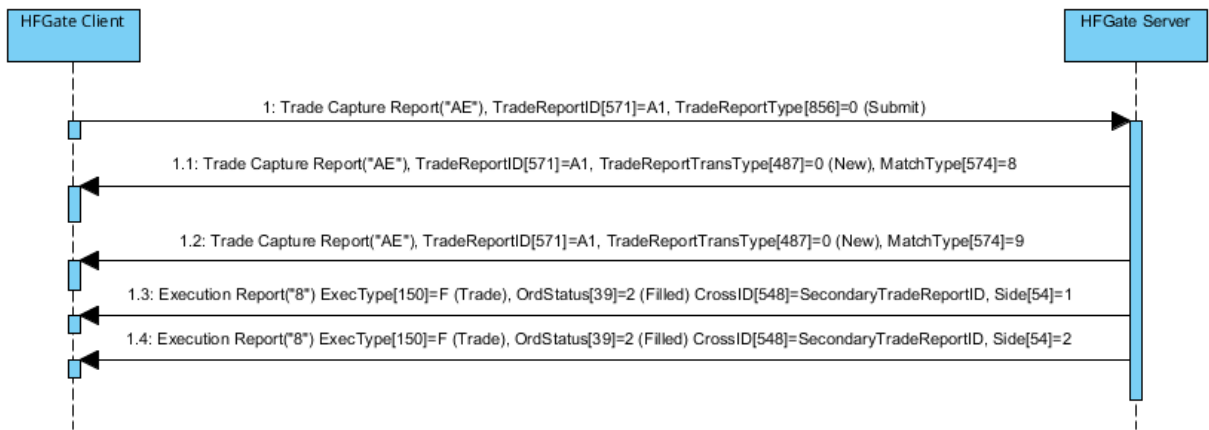 HFGate Client
HFGate Server
1: Trade Capture Report("AE"), TradeReportID[571]=A1, TradeReportType[856]=0 (Submit)
1.1: Trade Capture Report("AE"), TradeReportID[571]=A1, TradeReportTransType[487]=0 (New), MatchType[574]=8
1.2: Trade Capture Report("AE"), TradeReportID[571]=A1, TradeReportTransType[487]=0 (New), MatchType[574]=9
1.3: Execution Report("8") ExecType[150]=F (Trade), OrdStatus[39]=2 (Filled) CrossID[548]=SecondaryTradeReportID, Side[54]=1
1.4: Execution Report("8") ExecType[150]=F (Trade), OrdStatus[39]=2 (Filled) CrossID[548]=SecondaryTradeReportID, Side[54]=2